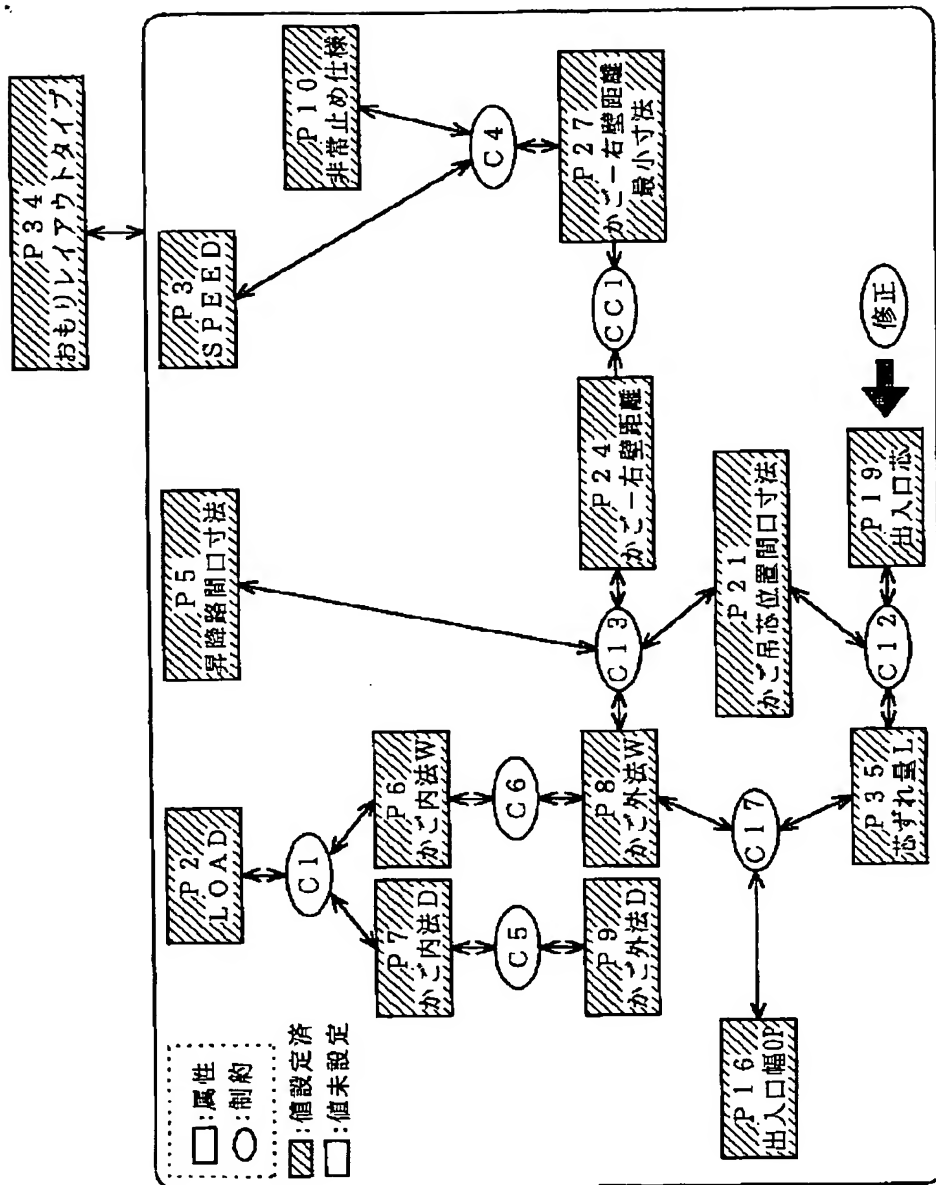 :属性
:制約
:値設定済
:値未設定
P34
おもりレイアウトタイプ
P2
LOAD
P5
昇降路間口寸法
P3
SPEED
P10
非常止め仕様
C1
P7
かご内法D
P6
かご内法W
C4
C5
C6
P9
かご外法D
P8
かご外法W
C13
P24
かごー右壁距離
CC1
P27
かごー右壁距離
最小寸法
P16
出入口幅OP
C17
P21
かご吊芯位置間口寸法
P35
芯ずれ量L
C12
P19
出入口芯
修正